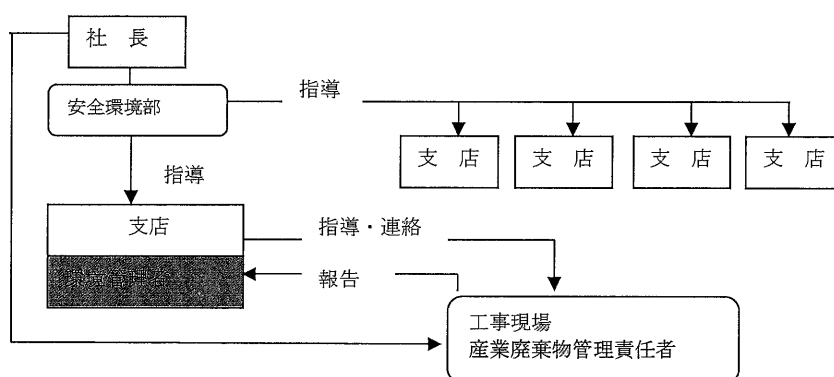 社 長
安全環境部
指導
支 店
支 店
支 店
支 店
指導
支店
指導・連絡
報告
工事現場
産業廃棄物管理責任者